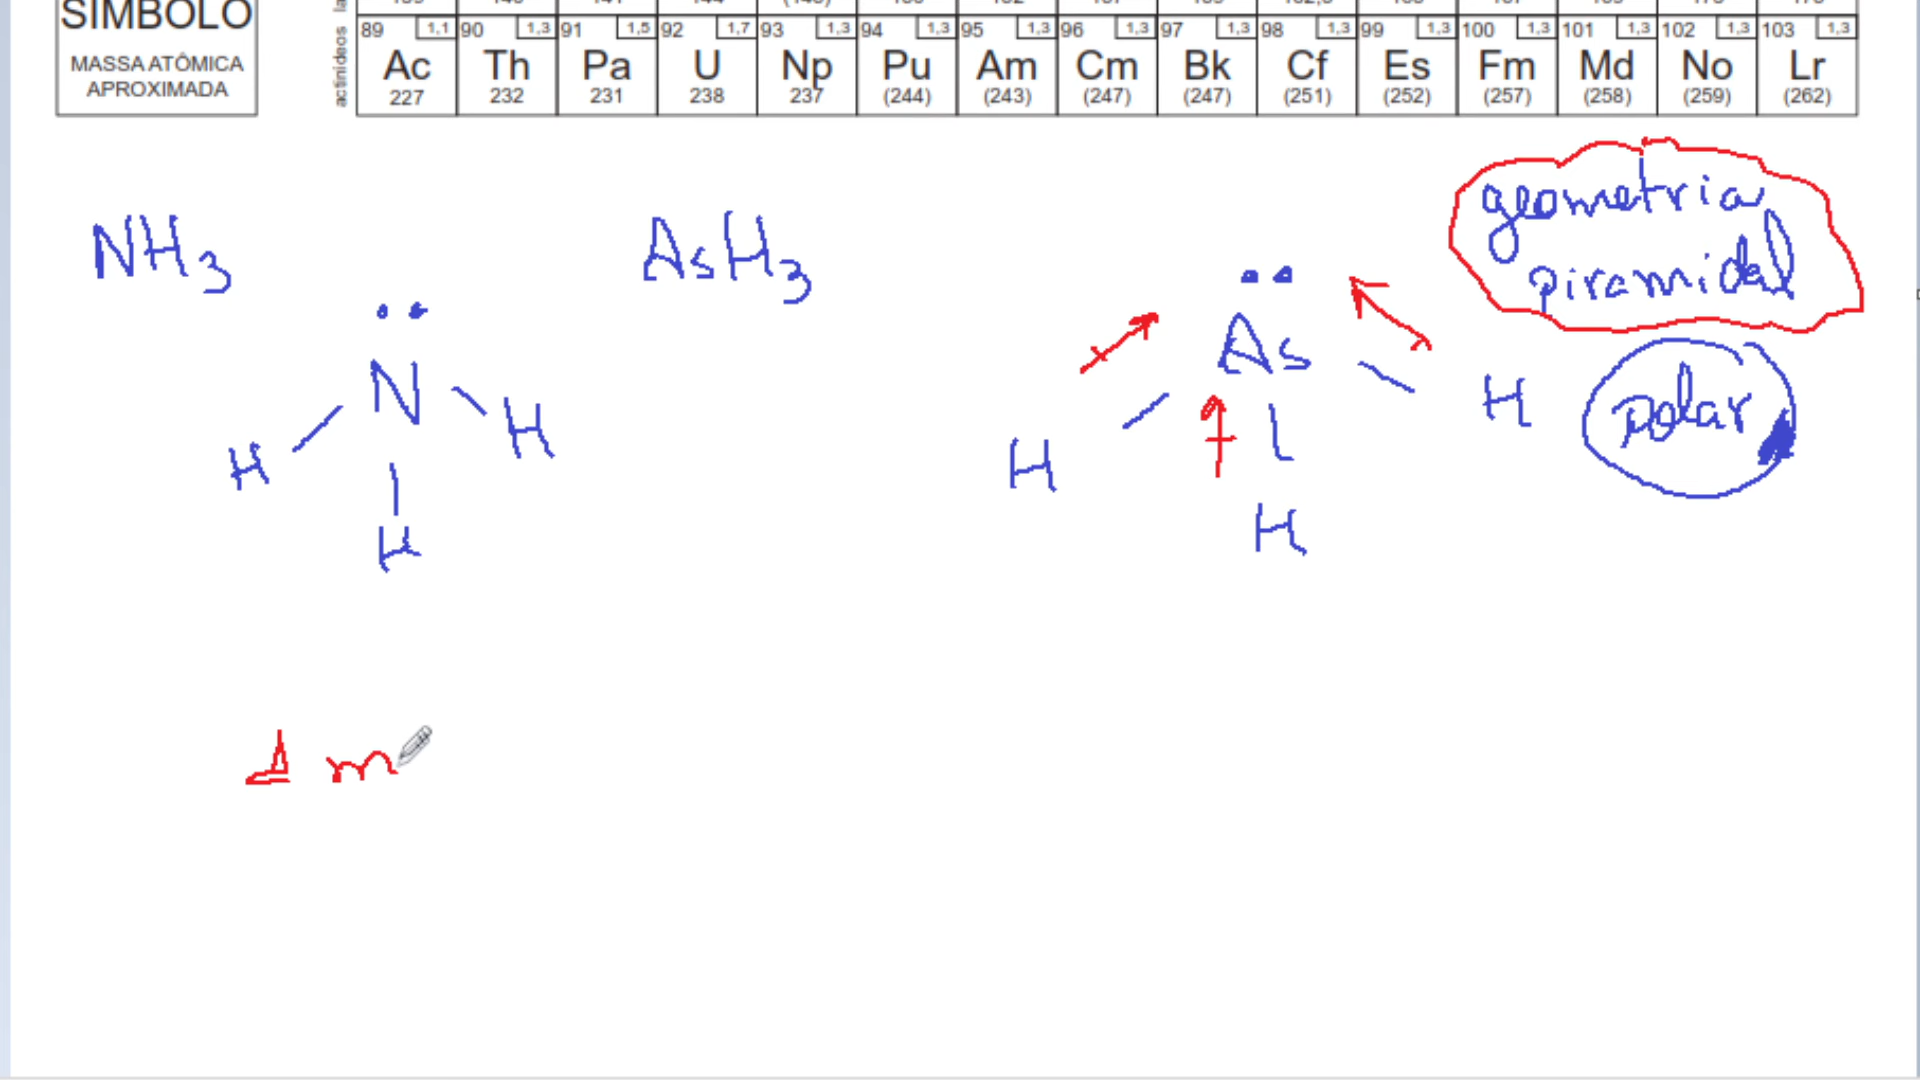 SÍMBOLO
MASSA ATÔMICA
APROXIMADA
actinídeos
89 1,1 90 1,3 91 1,5 92 1,7 93 1,3 94 1,3 95 1,3 96 1,3 97 1,3 98 1,3 99 1,3 100 1,3 101 1,3 102 1,3 103 1,3
Ac Th Pa U Np Pu Am Cm Bk Cf Es Fm Md No Lr
227 232 231 238 237 (244) (243) (247) (247) (251) (252) (257) (258) (259) (262)
NH3
AsH3
geometria
piramidal
polar
N
H
H
H
As
H
H
H
1 m